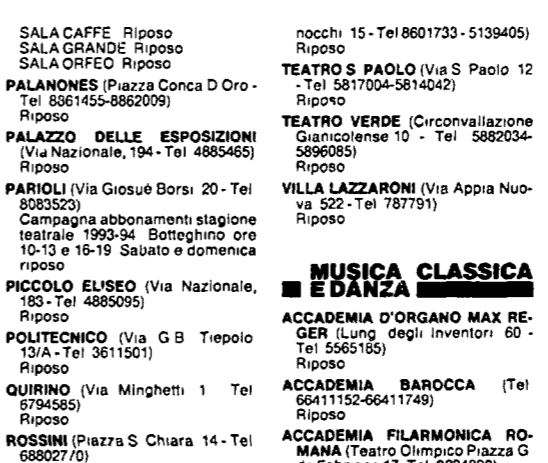 SALA CAFFE Riposo
SALA GRANDE Riposo
SALA ORFEO Riposo
PALANONES (Piazza Conca D Oro -
Tel 8361455-8862009)
Riposo
PALAZZO DELLE ESPOSIZIONI
(Via Nazionale, 194 - Tel 4885465)
Riposo
PARIOLI (Via Giosuè Borsi 20 - Tel
8083523)
Campagna abbonamenti stagione
teatrale 1993-94 Botteghino ore
10-13 e 16-19 Sabato e domenica
riposo
PICCOLO ELISEO (Via Nazionale,
183 - Tel 4885095)
Riposo
POLITECNICO (Via G B Tiepolo
13/A - Tel 3611501)
Riposo
QUIRINO (Via Minghetti 1 Tel
6794585)
Riposo
ROSSINI (Piazza S Chiara 14 - Tel
68802770)
nocchi 15 - Tel 8601733 - 5139405)
Riposo
TEATRO S PAOLO (Via S Paolo 12
- Tel 5817004-5814042)
Riposo
TEATRO VERDE (Circonvallazione
Gianicolense 10 - Tel 5882034-
5896085)
Riposo
VILLA LAZZARONI (Via Appia Nuo-
va 522 - Tel 787791)
Riposo
MUSICA CLASSICA
E DANZA
ACCADEMIA D'ORGANO MAX RE-
GER (Lung degli Inventori 60 -
Tel 5565185)
Riposo
ACCADEMIA BAROCCA (Tel
66411152-66411749)
Riposo
ACCADEMIA FILARMONICA RO-
MANA (Teatro Olimpico Piazza G